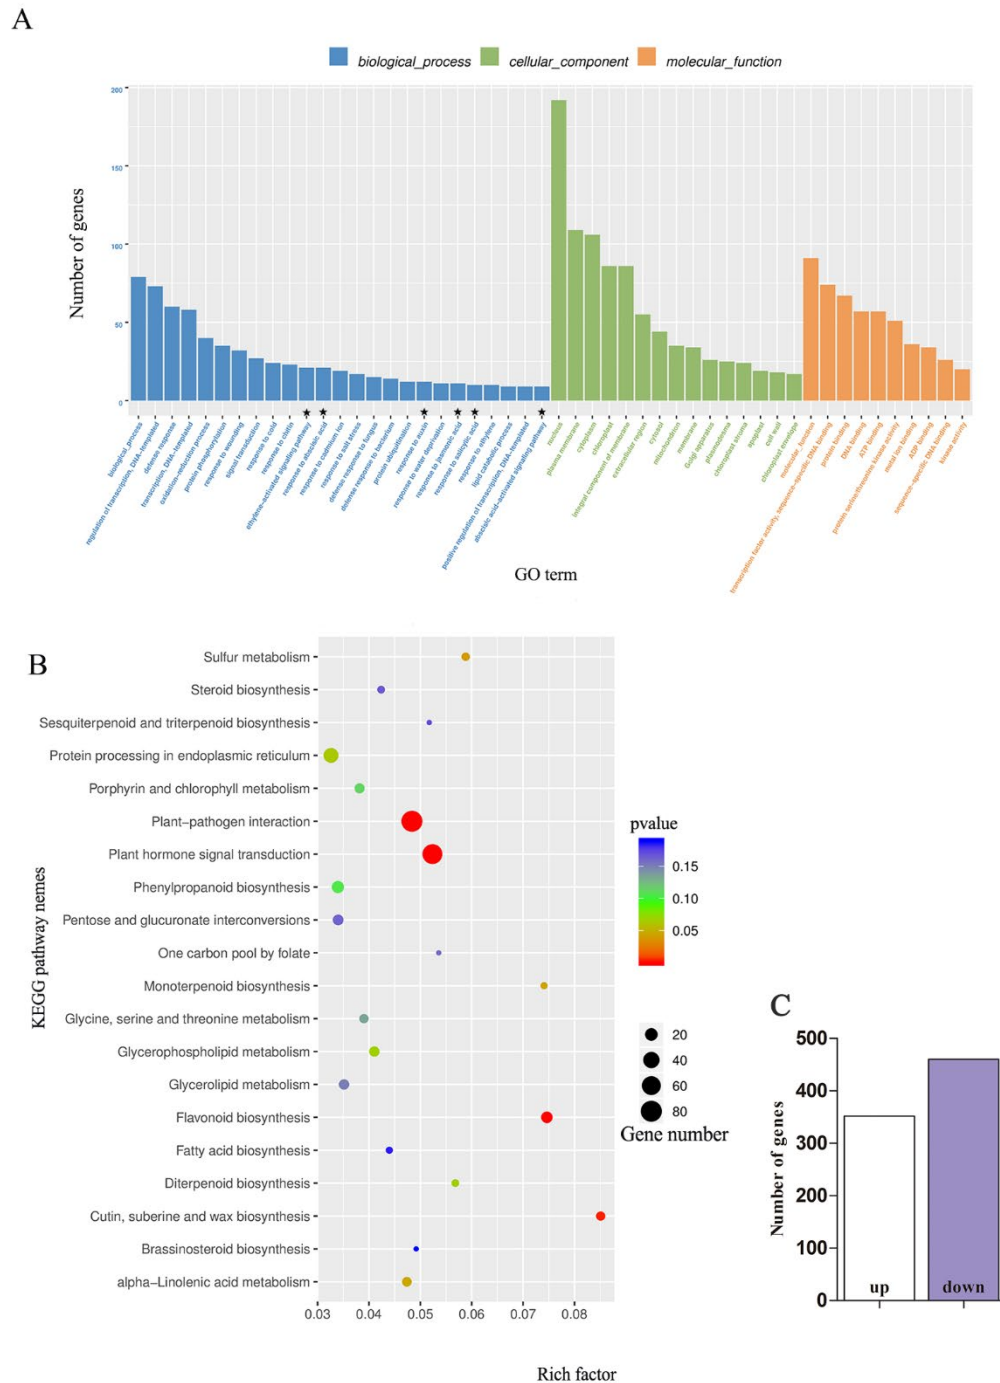 A
biological_process
cellular_component
molecular_function
Number of genes
200
150
100
50
0
biological_process
regulation of transcription, DNA-templated
defense response
transcription, DNA-templated
oxidation-reduction process
protein phosphorylation
response to wounding
signal transduction
response to cold
response to chitin
ethylene-activated signaling pathway
response to abscisic acid
response to cadmium ion
response to salt stress
defense response to fungus
defense response to bacterium
protein ubiquitination
response to auxin
response to water deprivation
response to jasmonic acid
response to salicylic acid
response to ethylene
lipid catabolic process
positive regulation of transcription, DNA-templated
abscisic acid-activated signaling pathway
nucleus
plasma membrane
cytoplasm
chloroplast
integral component of membrane
extracellular region
cytosol
mitochondrion
membrane
Golgi apparatus
plasmodesma
chloroplast stroma
apoplast
cell wall
chloroplast envelope
molecular_function
transcription factor activity, sequence-specific DNA binding
protein binding
DNA binding
ATP binding
protein serine/threonine kinase activity
metal ion binding
ADP binding
sequence-specific DNA binding
kinase activity
GO term
B
KEGG pathway nemes
Sulfur metabolism
Steroid biosynthesis
Sesquiterpenoid and triterpenoid biosynthesis
Protein processing in endoplasmic reticulum
Porphyrin and chlorophyll metabolism
Plant−pathogen interaction
Plant hormone signal transduction
Phenylpropanoid biosynthesis
Pentose and glucuronate interconversions
One carbon pool by folate
Monoterpenoid biosynthesis
Glycine, serine and threonine metabolism
Glycerophospholipid metabolism
Glycerolipid metabolism
Flavonoid biosynthesis
Fatty acid biosynthesis
Diterpenoid biosynthesis
Cutin, suberine and wax biosynthesis
Brassinosteroid biosynthesis
alpha−Linolenic acid metabolism
0.03
0.04
0.05
0.06
0.07
0.08
Rich factor
pvalue
0.15
0.10
0.05
20
40
60
80
Gene number
C
Number of genes
500
400
300
200
100
0
up
down